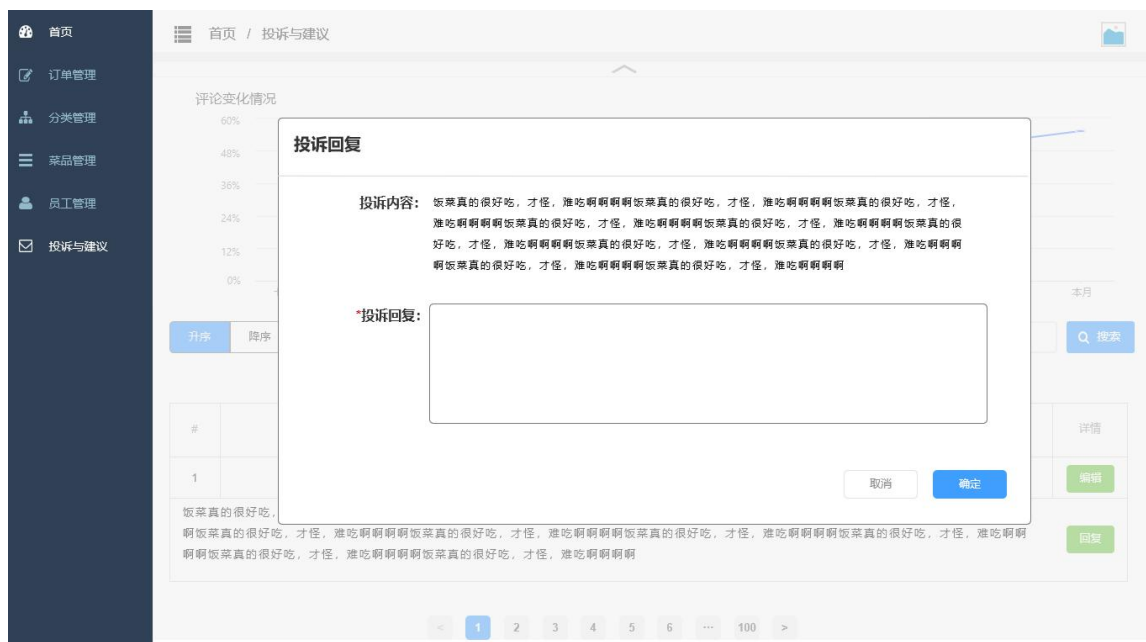 首页
首页 / 投诉与建议
订单管理
评论变化情况
分类管理
60%
投诉回复
48%
菜品管理
36%
员工管理
投诉内容：
饭菜真的很好吃，才怪，难吃啊啊啊啊饭菜真的很好吃，才怪，难吃啊啊啊啊饭菜真的很好吃，才怪，
难吃啊啊啊啊饭菜真的很好吃，才怪，难吃啊啊啊啊饭菜真的很好吃，才怪，难吃啊啊啊啊饭菜真的很
好吃，才怪，难吃啊啊啊啊饭菜真的很好吃，才怪，难吃啊啊啊啊饭菜真的很好吃，才怪，难吃啊啊啊
啊饭菜真的很好吃，才怪，难吃啊啊啊啊饭菜真的很好吃，才怪，难吃啊啊啊啊
24%
投诉与建议
12%
0%
本月
*投诉回复：
升序
降序
搜索
#
详情
1
取消
确定
编辑
饭菜真的很好吃，
啊饭菜真的很好吃，才怪，难吃啊啊啊啊饭菜真的很好吃，才怪，难吃啊啊啊啊饭菜真的很好吃，才怪，难吃啊啊啊啊饭菜真的很好吃，才怪，难吃啊啊
啊啊饭菜真的很好吃，才怪，难吃啊啊啊啊饭菜真的很好吃，才怪，难吃啊啊啊啊
回复
< 1 2 3 4 5 6 ··· 100 >